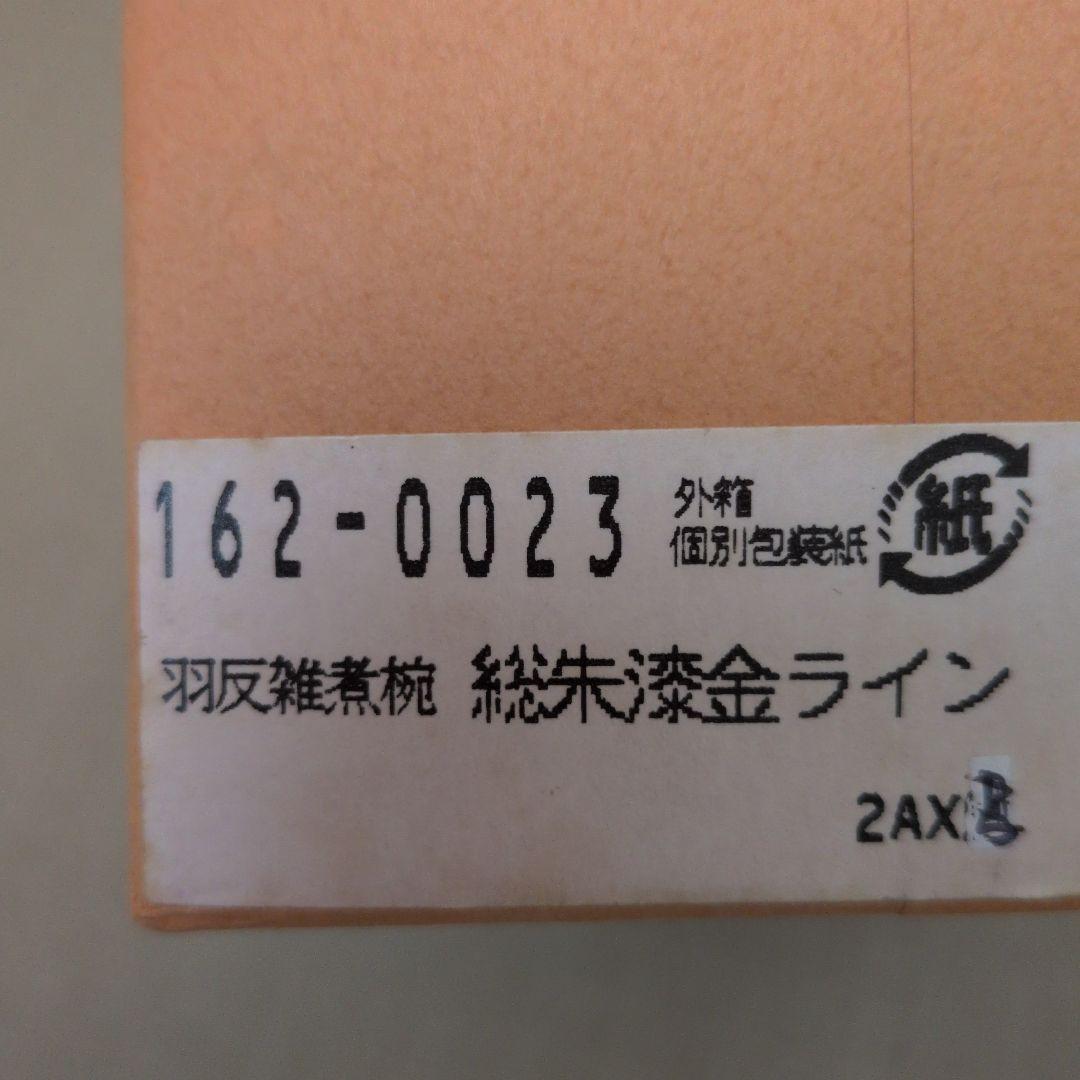 162-0023
外箱
個別包装紙
紙
羽反雑煮椀 総朱漆金ライン
2AX